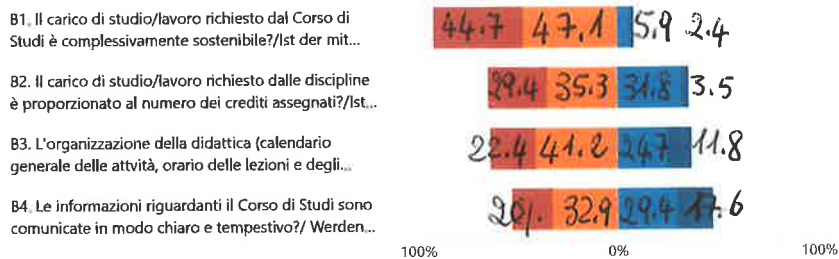 B1. Il carico di studio/lavoro richiesto dal Corso di
Studi è complessivamente sostenibile?/Ist der mit...
44.7 47.1 5.9 2.4
B2. Il carico di studio/lavoro richiesto dalle discipline
è proporzionato al numero dei crediti assegnati?/Ist...
29.4 35.3 31.8 3.5
B3. L'organizzazione della didattica (calendario
generale delle attvità, orario delle lezioni e degli...
22.4 41.2 24.7 11.8
B4. Le informazioni riguardanti il Corso di Studi sono
comunicate in modo chiaro e tempestivo?/ Werden...
32.9 29.4 17.6
100% 0% 100%